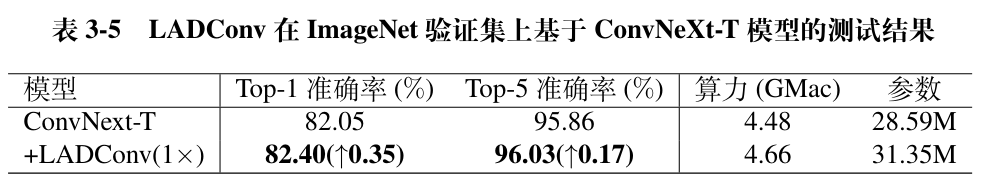 表 3-5 LADConv 在 ImageNet 验证集上基于 ConvNeXt-T 模型的测试结果
模型 Top-1 准确率 (%) Top-5 准确率 (%) 算力 (GMac) 参数
ConvNext-T 82.05 95.86 4.48 28.59M
+LADConv(1×) 82.40(↑0.35) 96.03(↑0.17) 4.66 31.35M